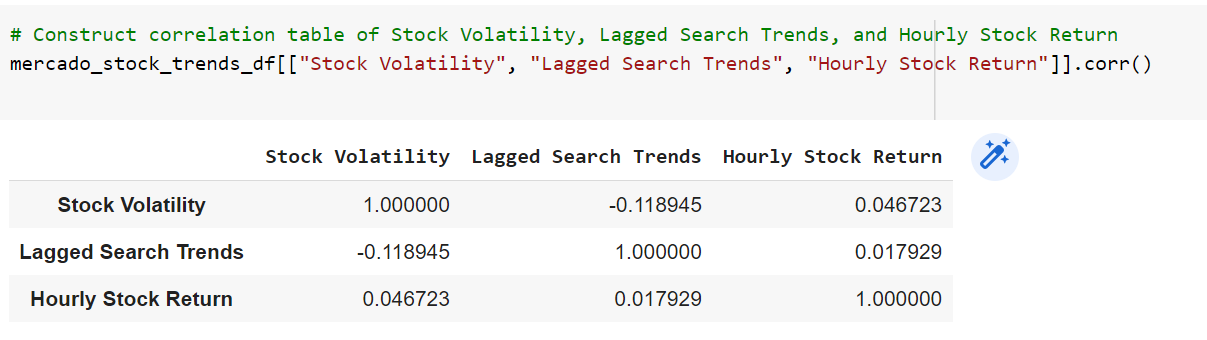 # Construct correlation table of Stock Volatility, Lagged Search Trends, and Hourly Stock Return
mercado_stock_trends_df[["Stock Volatility", "Lagged Search Trends", "Hourly Stock Return"]].corr()
Stock Volatility Lagged Search Trends Hourly Stock Return
Stock Volatility 1.000000 -0.118945 0.046723
Lagged Search Trends -0.118945 1.000000 0.017929
Hourly Stock Return 0.046723 0.017929 1.000000